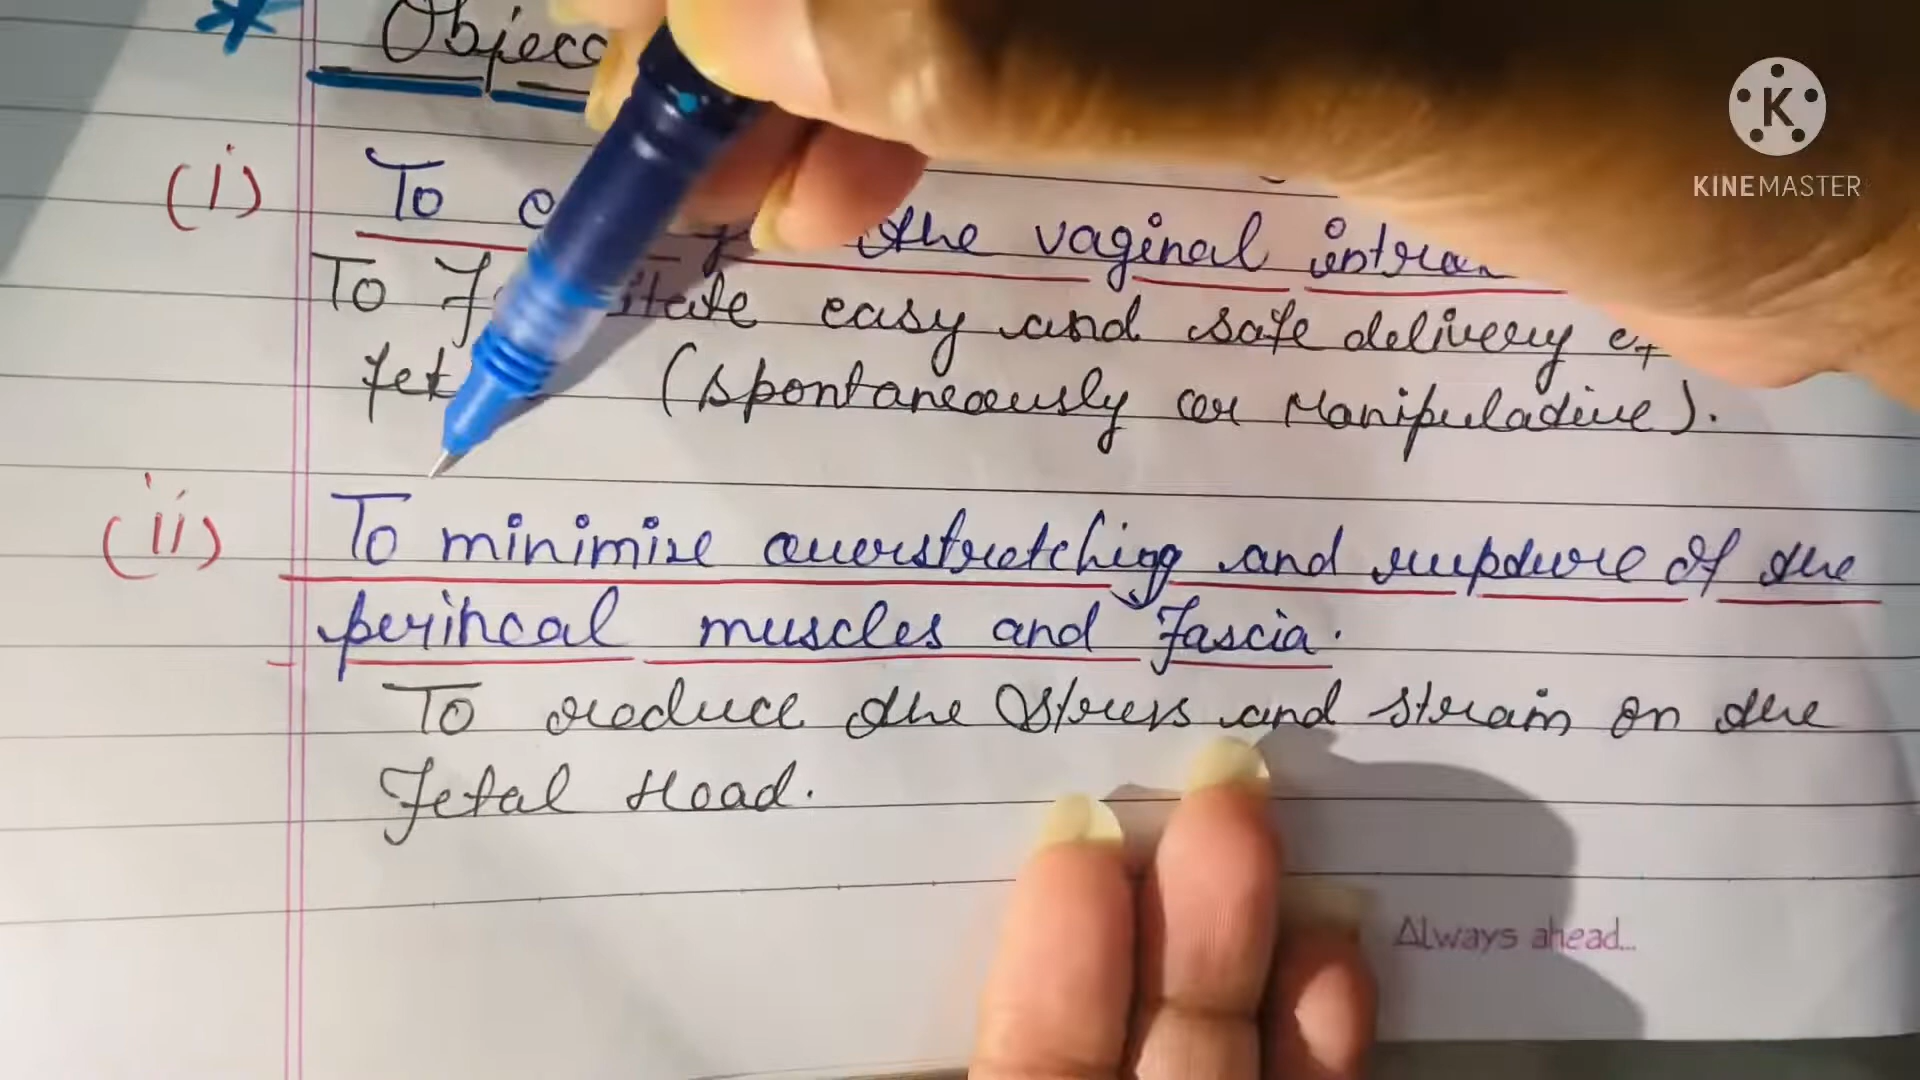 Objec
(i) To the vaginal
To easy and safe delivery
(spontaneously or Manipulative).
(ii) To minimize overstretching and rupture of the
perineal muscles and Fascia.
To reduce the Stress and strain on the
Fetal Head.
Always ahead...
K
KINEMASTER